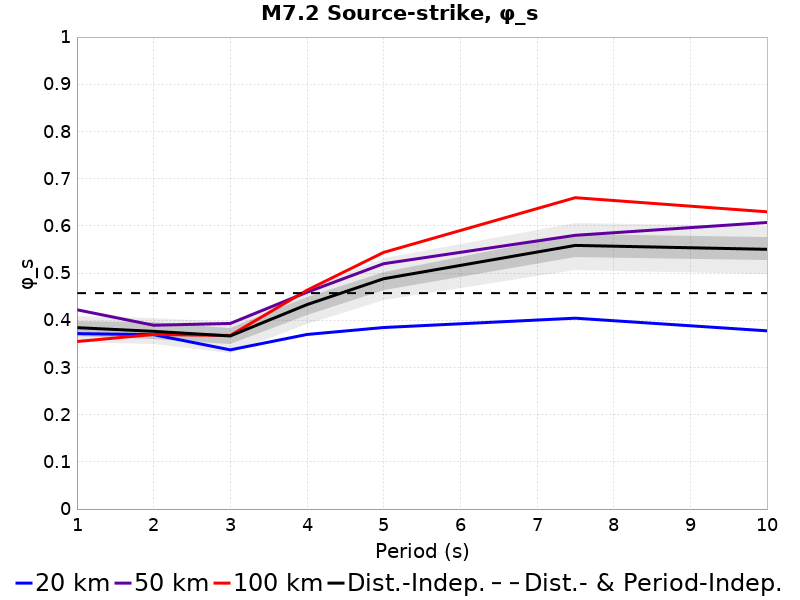 M7.2 Source-strike, φ_s
1
0.9
0.8
0.7
0.6
0.5
0.4
0.3
0.2
0.1
0
φ_s
1 2 3 4 5 6 7 8 9 10
Period (s)
20 km 50 km 100 km Dist.-Indep. Dist.- & Period-Indep.